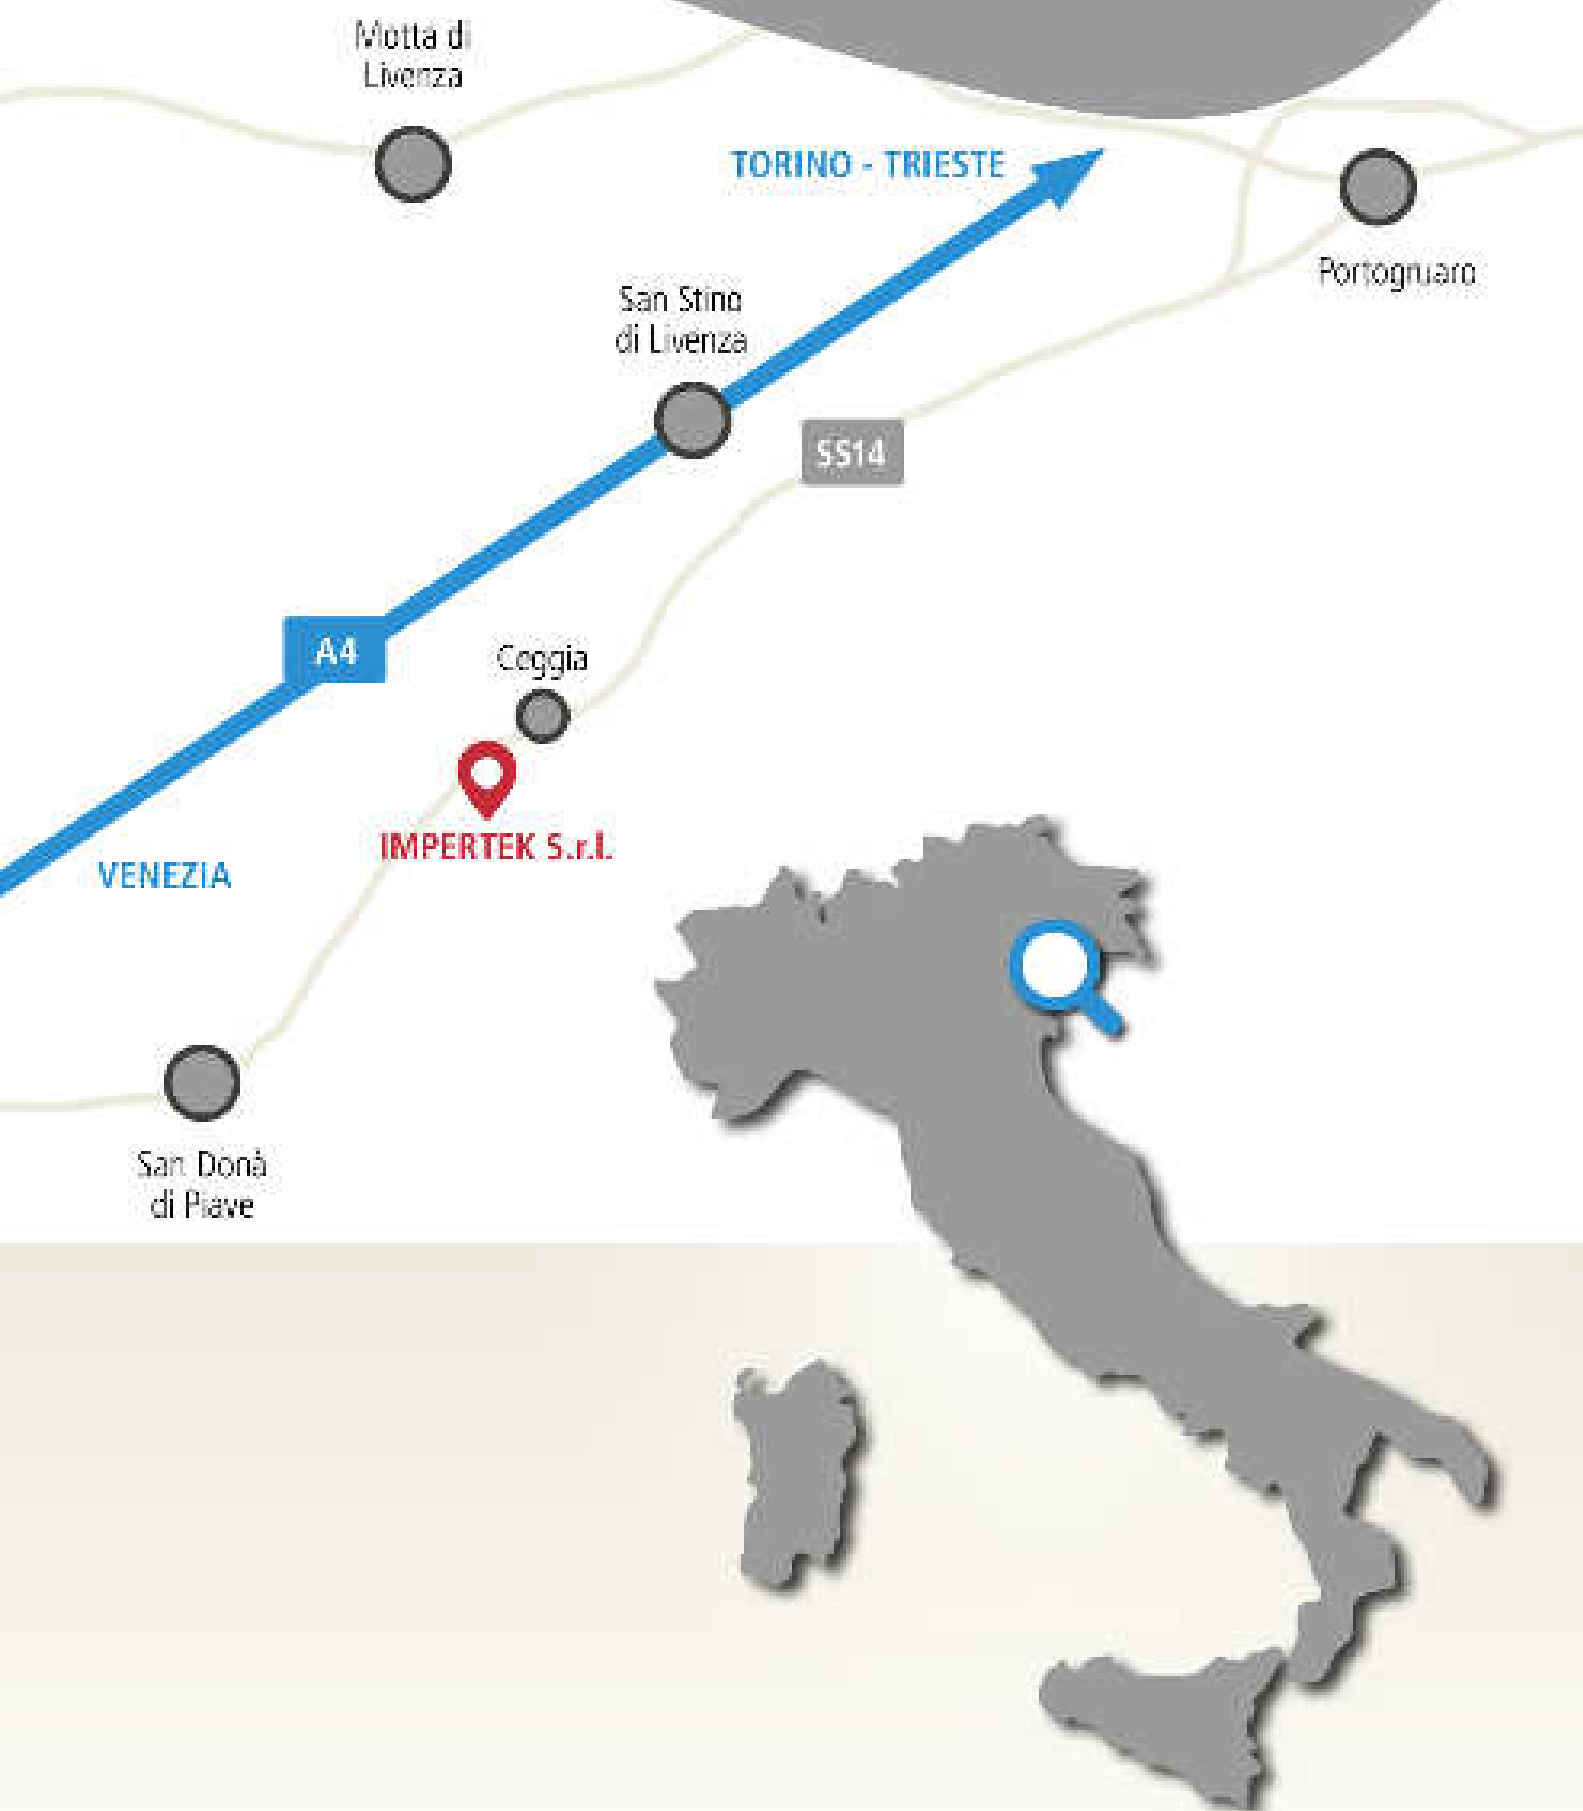 Motta di
Livenza
TORINO - TRIESTE
Portogruaro
San Stino
di Livenza
SS14
A4
Ceggia
IMPERTEK S.r.l.
VENEZIA
San Donà
di Piave